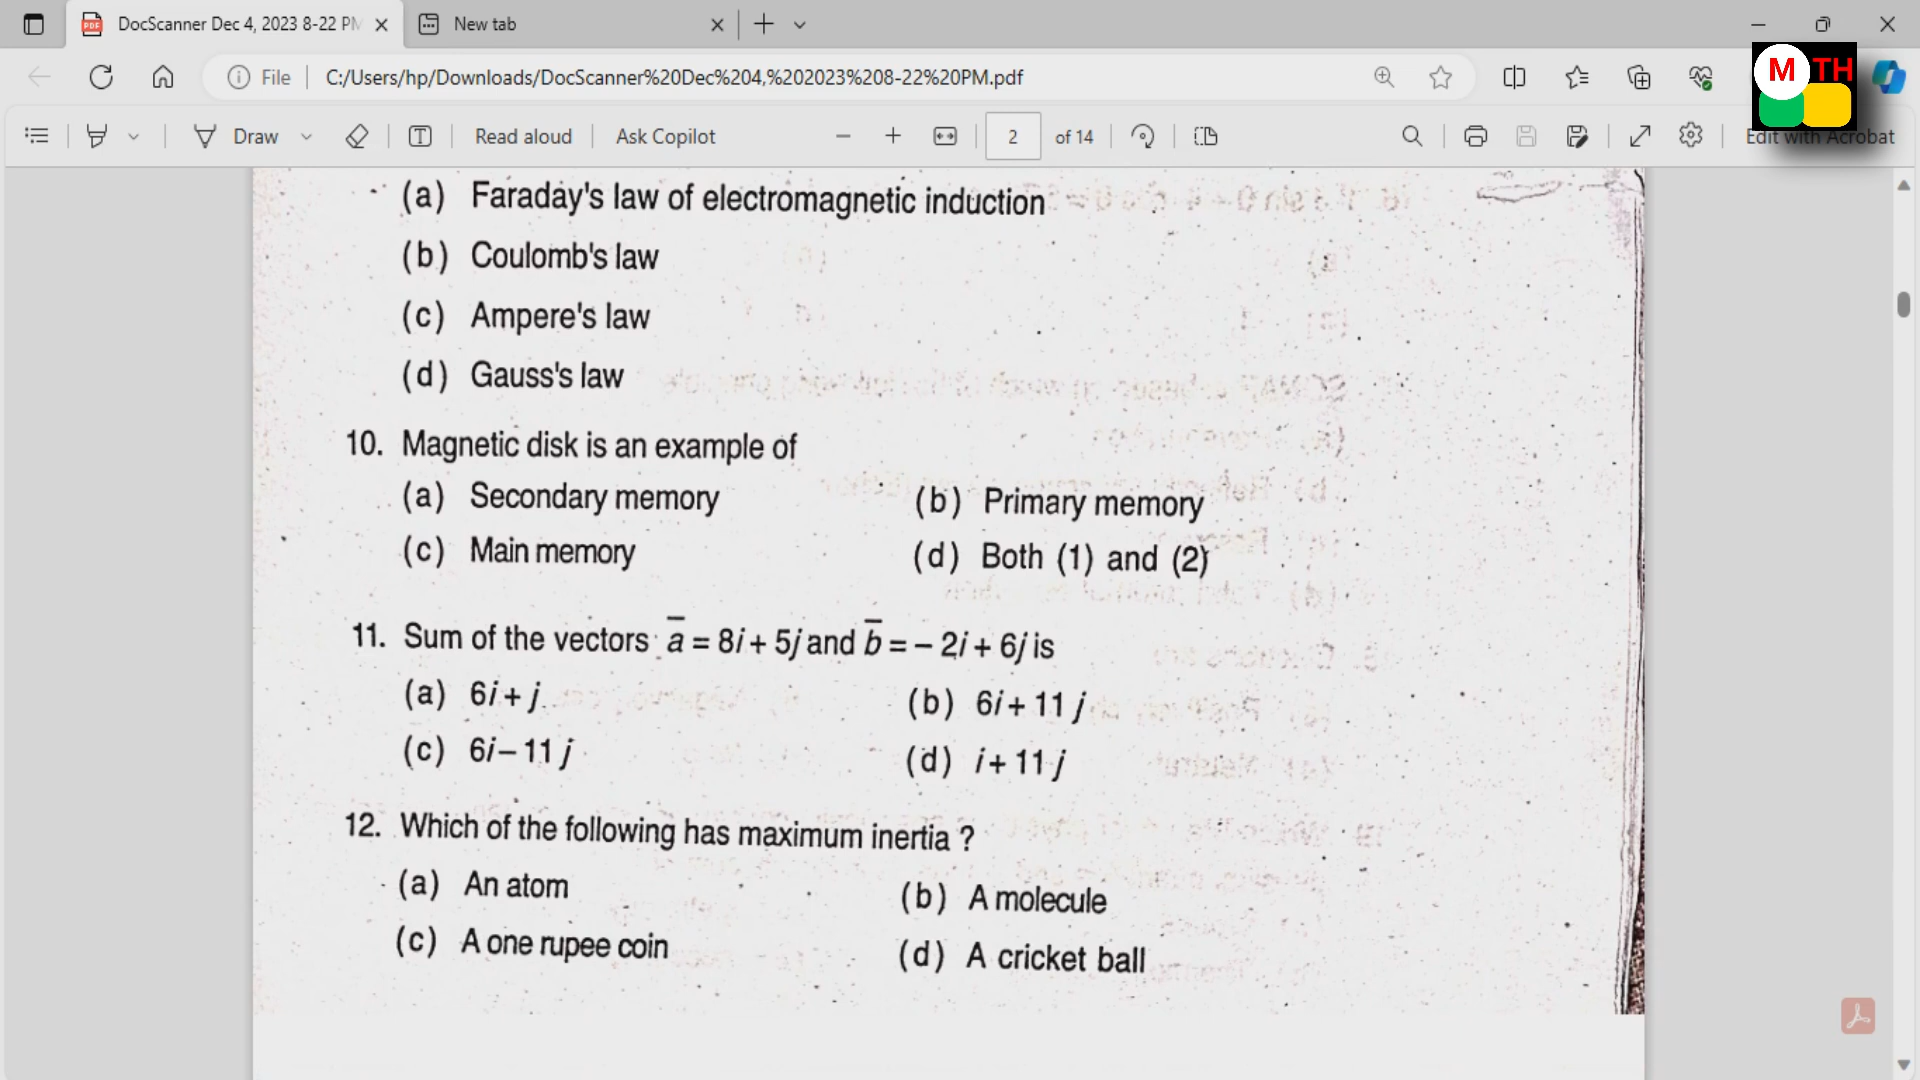 DocScanner Dec 4, 2023 8-22 PM
New tab
File
C:/Users/hp/Downloads/DocScanner%20Dec%204,%202023%208-22%20PM.pdf
M TH
Draw
Read aloud
Ask Copilot
2 of 14
Edit with Acrobat
(a) Faraday's law of electromagnetic induction
(b) Coulomb's law
(c) Ampere's law
(d) Gauss's law
10. Magnetic disk is an example of
(a) Secondary memory (b) Primary memory
(c) Main memory (d) Both (1) and (2)
11. Sum of the vectors a̅ = 8i + 5j and b̅ = – 2i + 6j is
(a) 6i + j (b) 6i + 11 j
(c) 6i – 11 j (d) i + 11 j
12. Which of the following has maximum inertia ?
(a) An atom (b) A molecule
(c) A one rupee coin (d) A cricket ball